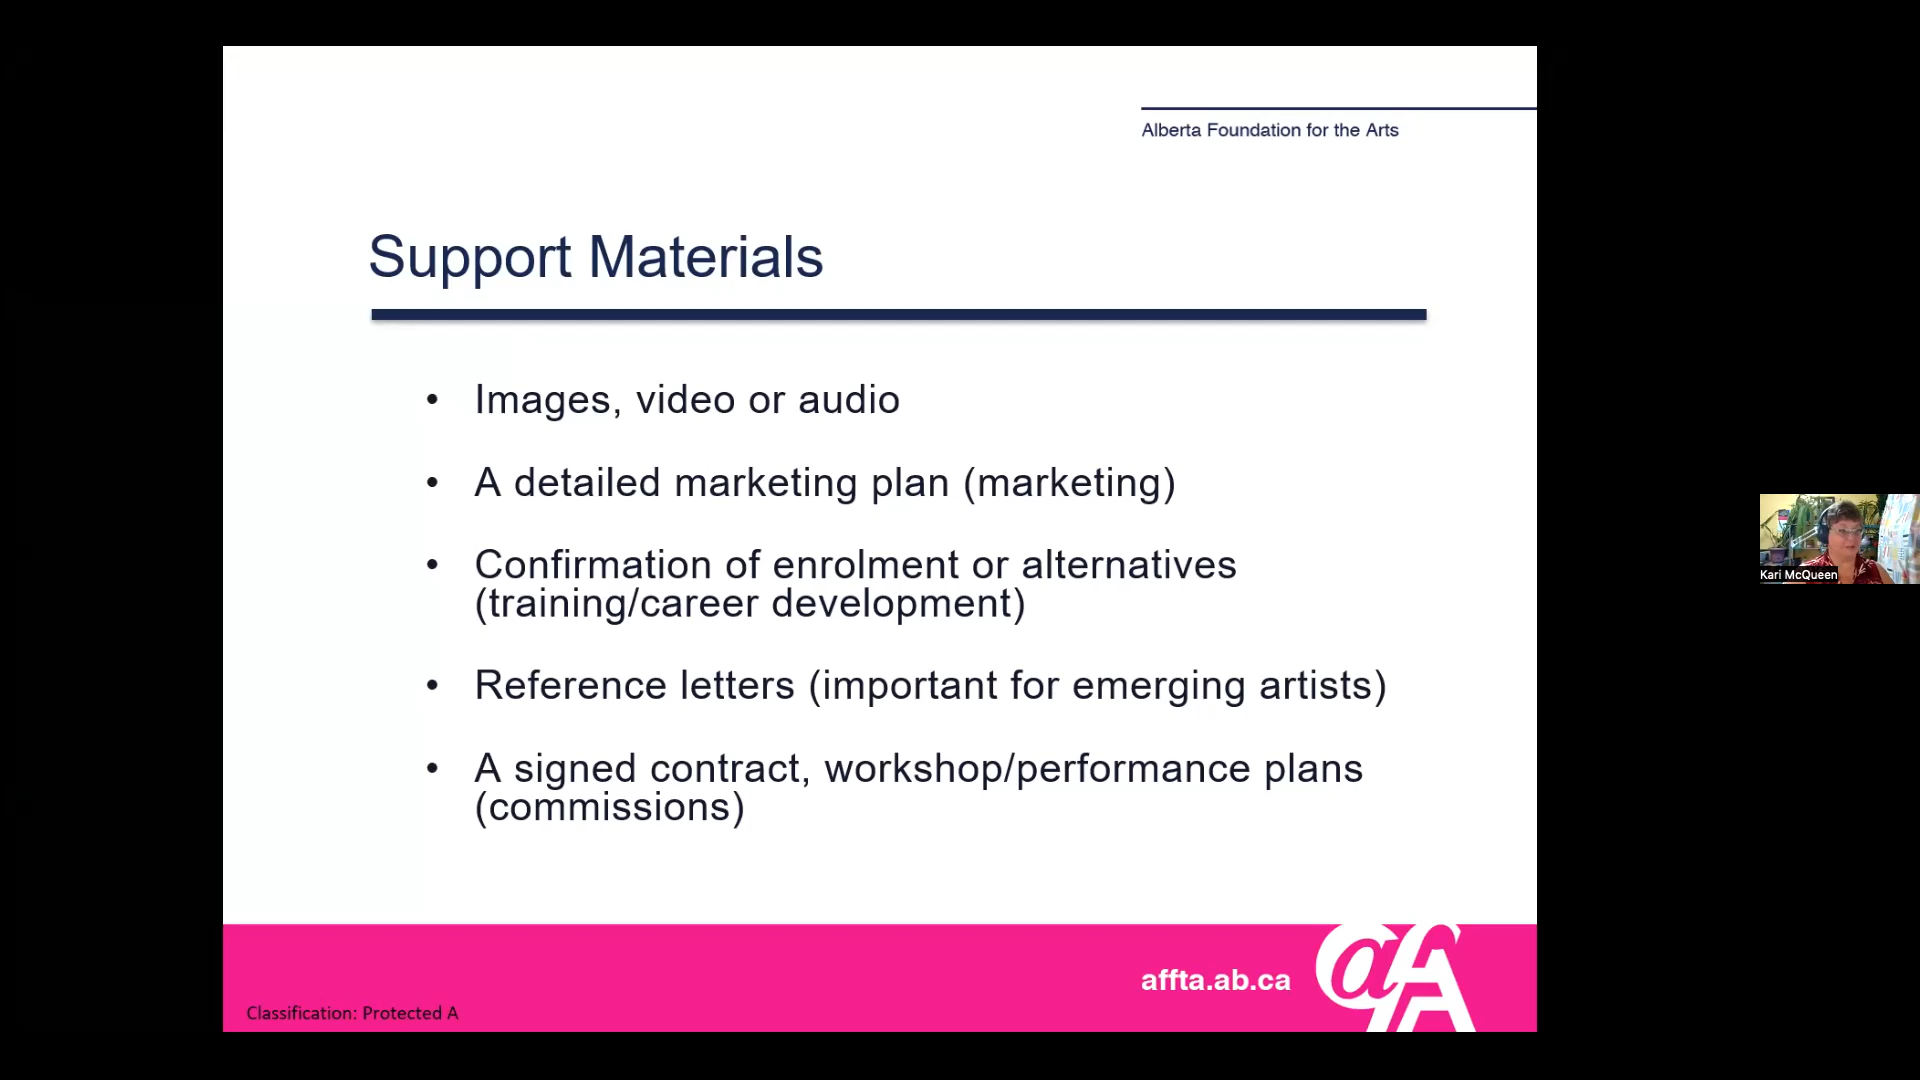 Alberta Foundation for the Arts
Support Materials
• Images, video or audio
• A detailed marketing plan (marketing)
• Confirmation of enrolment or alternatives
(training/career development)
• Reference letters (important for emerging artists)
• A signed contract, workshop/performance plans
(commissions)
Kari McQueen
affta.ab.ca
afA
Classification: Protected A